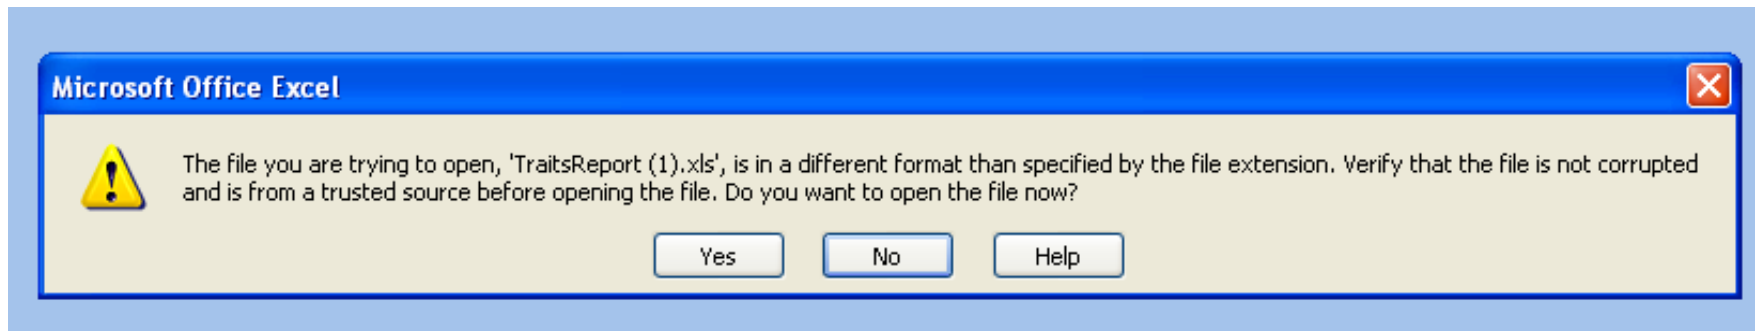 Microsoft Office Excel
The file you are trying to open, 'TraitsReport (1).xls', is in a different format than specified by the file extension. Verify that the file is not corrupted
and is from a trusted source before opening the file. Do you want to open the file now?
Yes No Help